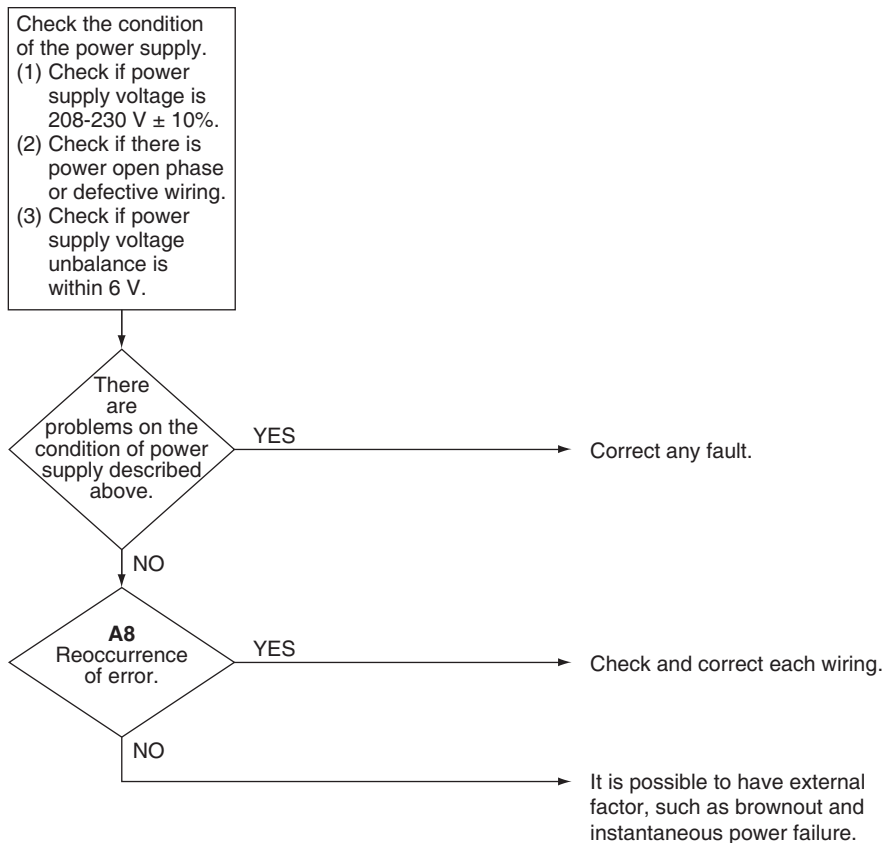 Check the condition
of the power supply.
(1) Check if power
supply voltage is
208-230 V ± 10%.
(2) Check if there is
power open phase
or defective wiring.
(3) Check if power
supply voltage
unbalance is
within 6 V.
There
are
problems on the
condition of power
supply described
above.
YES
Correct any fault.
NO
A8
Reoccurrence
of error.
YES
Check and correct each wiring.
NO
It is possible to have external
factor, such as brownout and
instantaneous power failure.